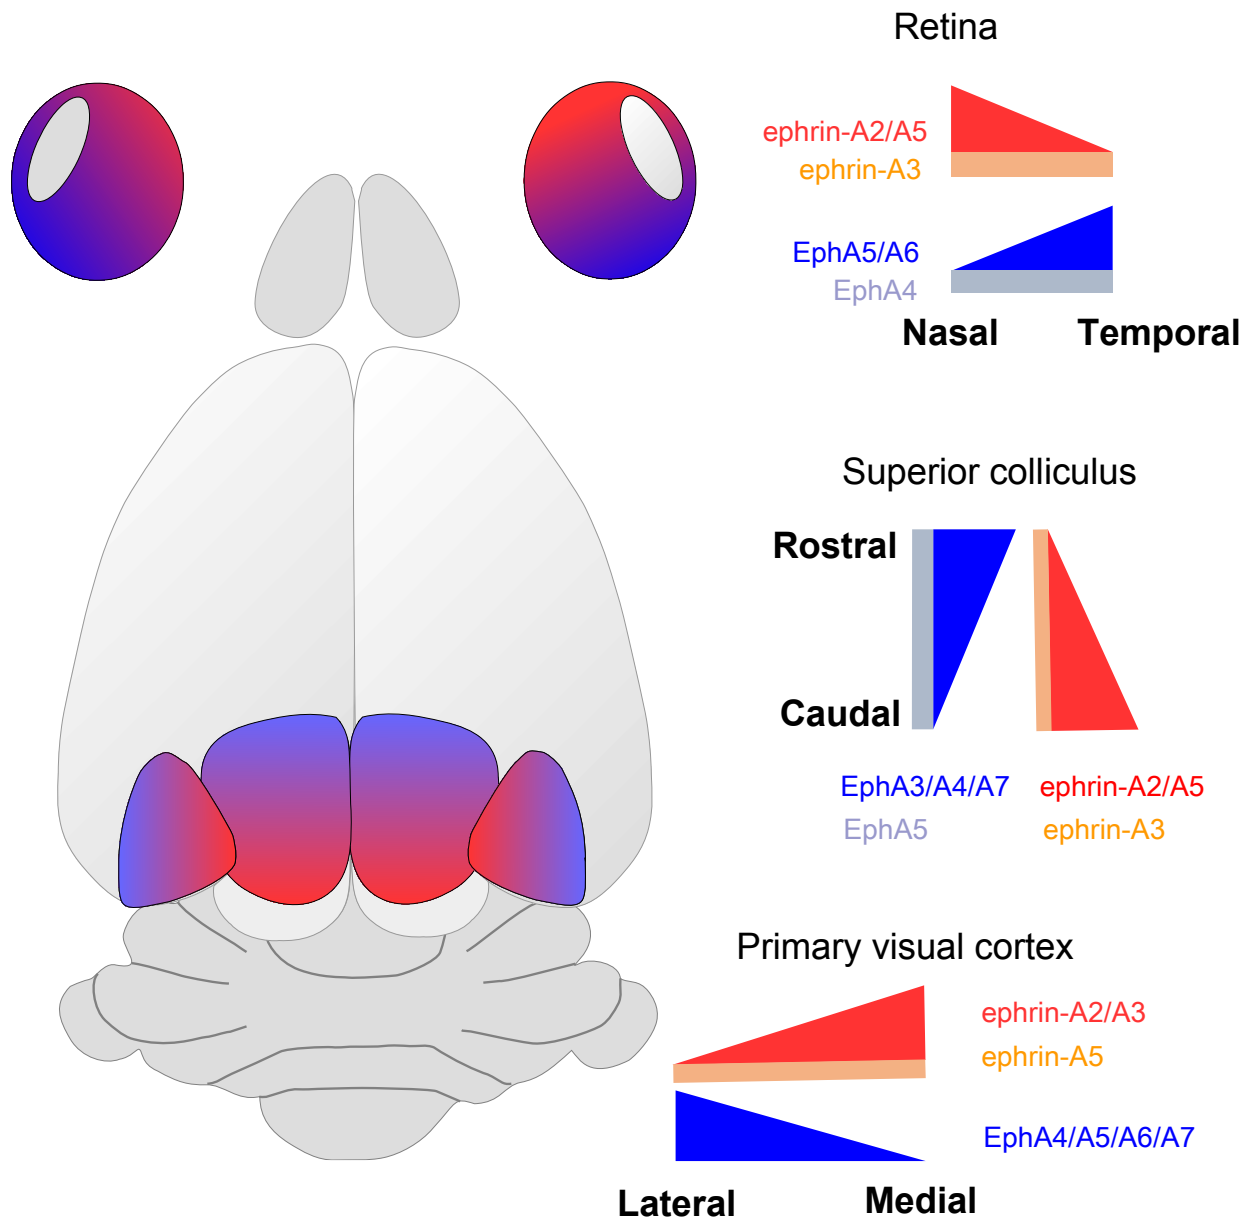 Retina
ephrin-A2/A5
ephrin-A3
EphA5/A6
EphA4
Nasal Temporal
Superior colliculus
Rostral
Caudal
EphA3/A4/A7 ephrin-A2/A5
EphA5 ephrin-A3
Primary visual cortex
ephrin-A2/A3
ephrin-A5
EphA4/A5/A6/A7
Lateral Medial